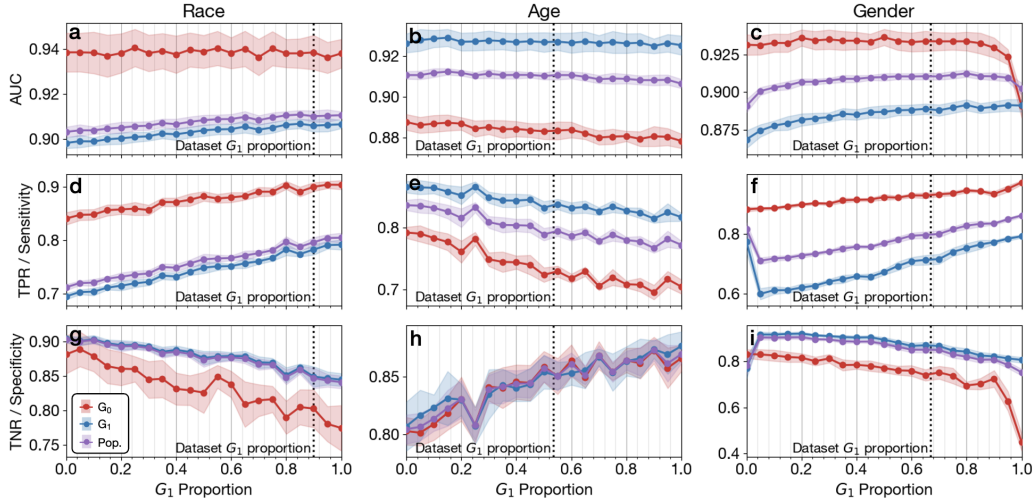 Race
Age
Gender
a
AUC
0.94
0.92
0.90
Dataset G₁ proportion
b
0.92
0.90
0.88
Dataset G₁ proportion
c
0.925
0.900
0.875
Dataset G₁ proportion
d
TPR / Sensitivity
0.9
0.8
0.7
Dataset G₁ proportion
e
0.8
0.7
Dataset G₁ proportion
f
0.8
0.6
Dataset G₁ proportion
g
TNR / Specificity
0.90
0.85
0.80
0.75
G₀
G₁
Pop.
Dataset G₁ proportion
0.0 0.2 0.4 0.6 0.8 1.0
G₁ Proportion
h
0.85
0.80
Dataset G₁ proportion
0.0 0.2 0.4 0.6 0.8 1.0
G₁ Proportion
i
0.8
0.6
0.4
Dataset G₁ proportion
0.0 0.2 0.4 0.6 0.8 1.0
G₁ Proportion